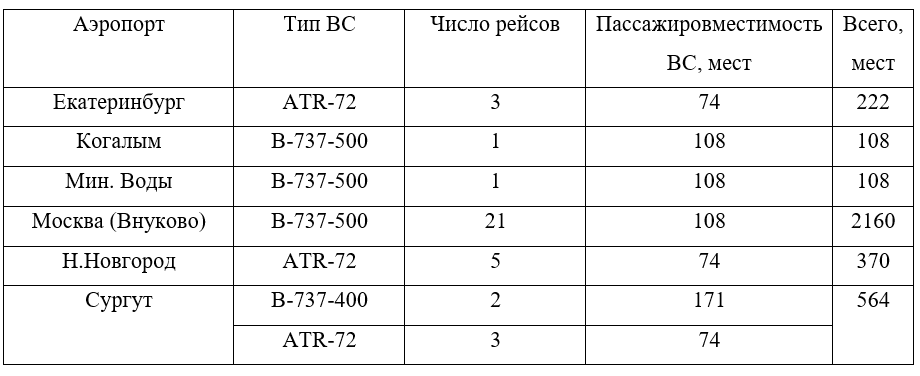 Аэропорт Тип ВС Число рейсов Пассажировместимость ВС, мест Всего, мест
Екатеринбург ATR-72 3 74 222
Когалым В-737-500 1 108 108
Мин. Воды В-737-500 1 108 108
Москва (Внуково) В-737-500 21 108 2160
Н.Новгород ATR-72 5 74 370
Сургут В-737-400 2 171 564
ATR-72 3 74